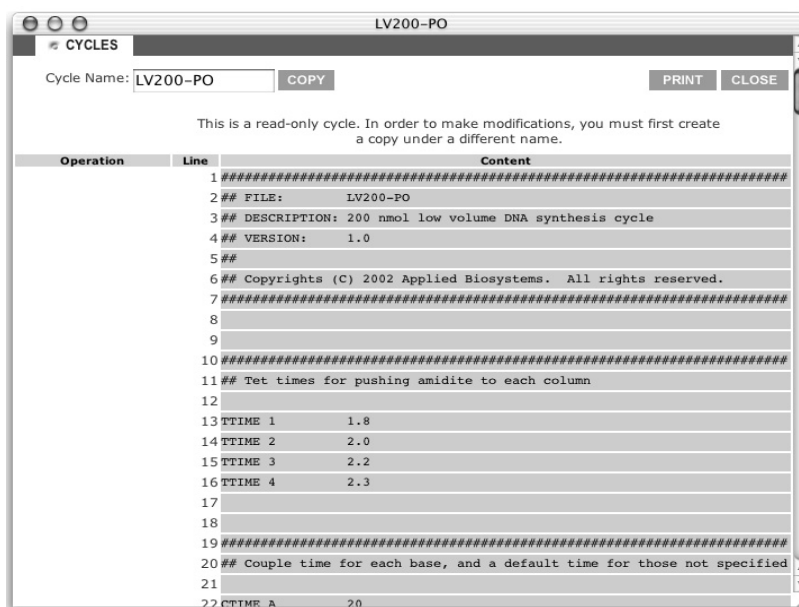 LV200-PO
CYCLES
Cycle Name: LV200-PO COPY PRINT CLOSE
This is a read-only cycle. In order to make modifications, you must first create
a copy under a different name.
Operation Line Content
1 ########################################################################
2 ## FILE: LV200-PO
3 ## DESCRIPTION: 200 nmol low volume DNA synthesis cycle
4 ## VERSION: 1.0
5 ##
6 ## Copyrights (C) 2002 Applied Biosystems. All rights reserved.
7 ########################################################################
8
9
10 ########################################################################
11 ## Tet times for pushing amidite to each column
12
13 TTIME 1 1.8
14 TTIME 2 2.0
15 TTIME 3 2.2
16 TTIME 4 2.3
17
18
19 ########################################################################
20 ## Couple time for each base, and a default time for those not specified
21
22 CTIME A 20